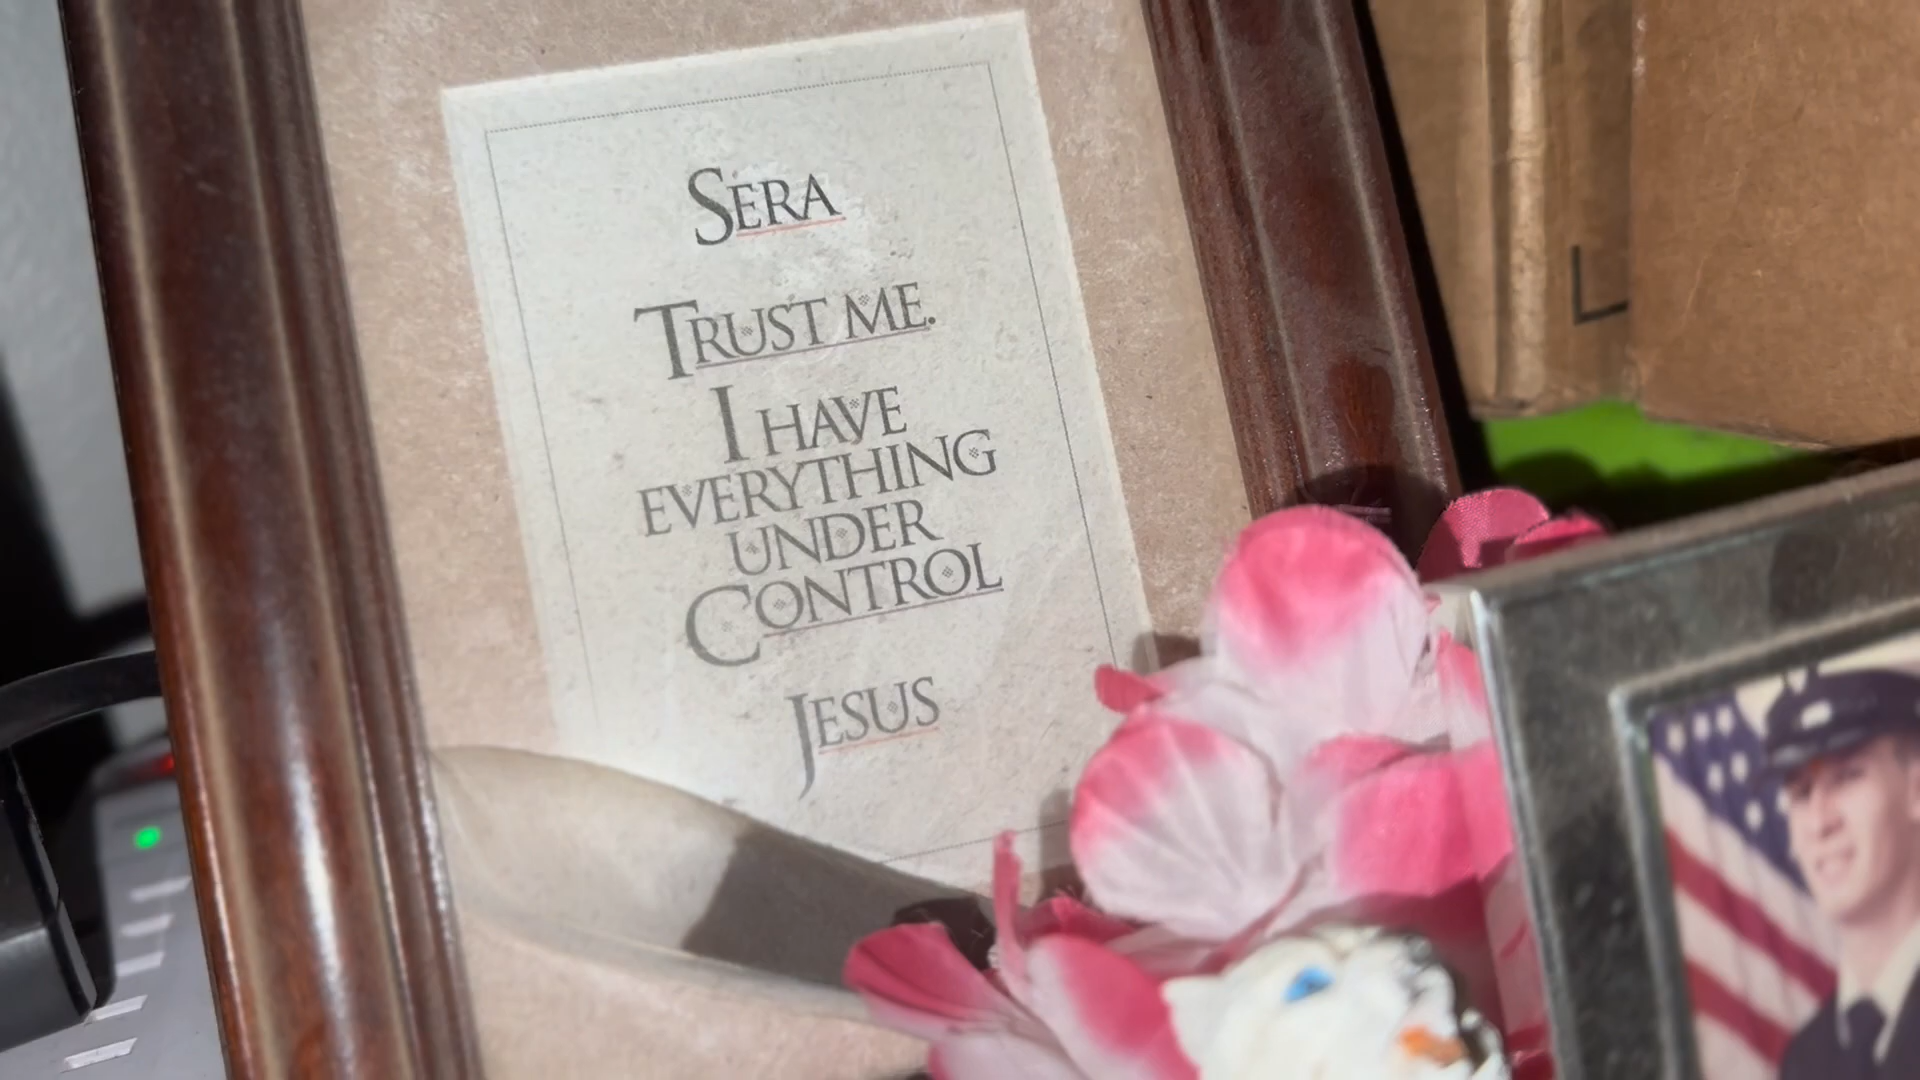 SERA
TRUST ME.
I HAVE
EVERYTHING
UNDER
CONTROL
JESUS
L